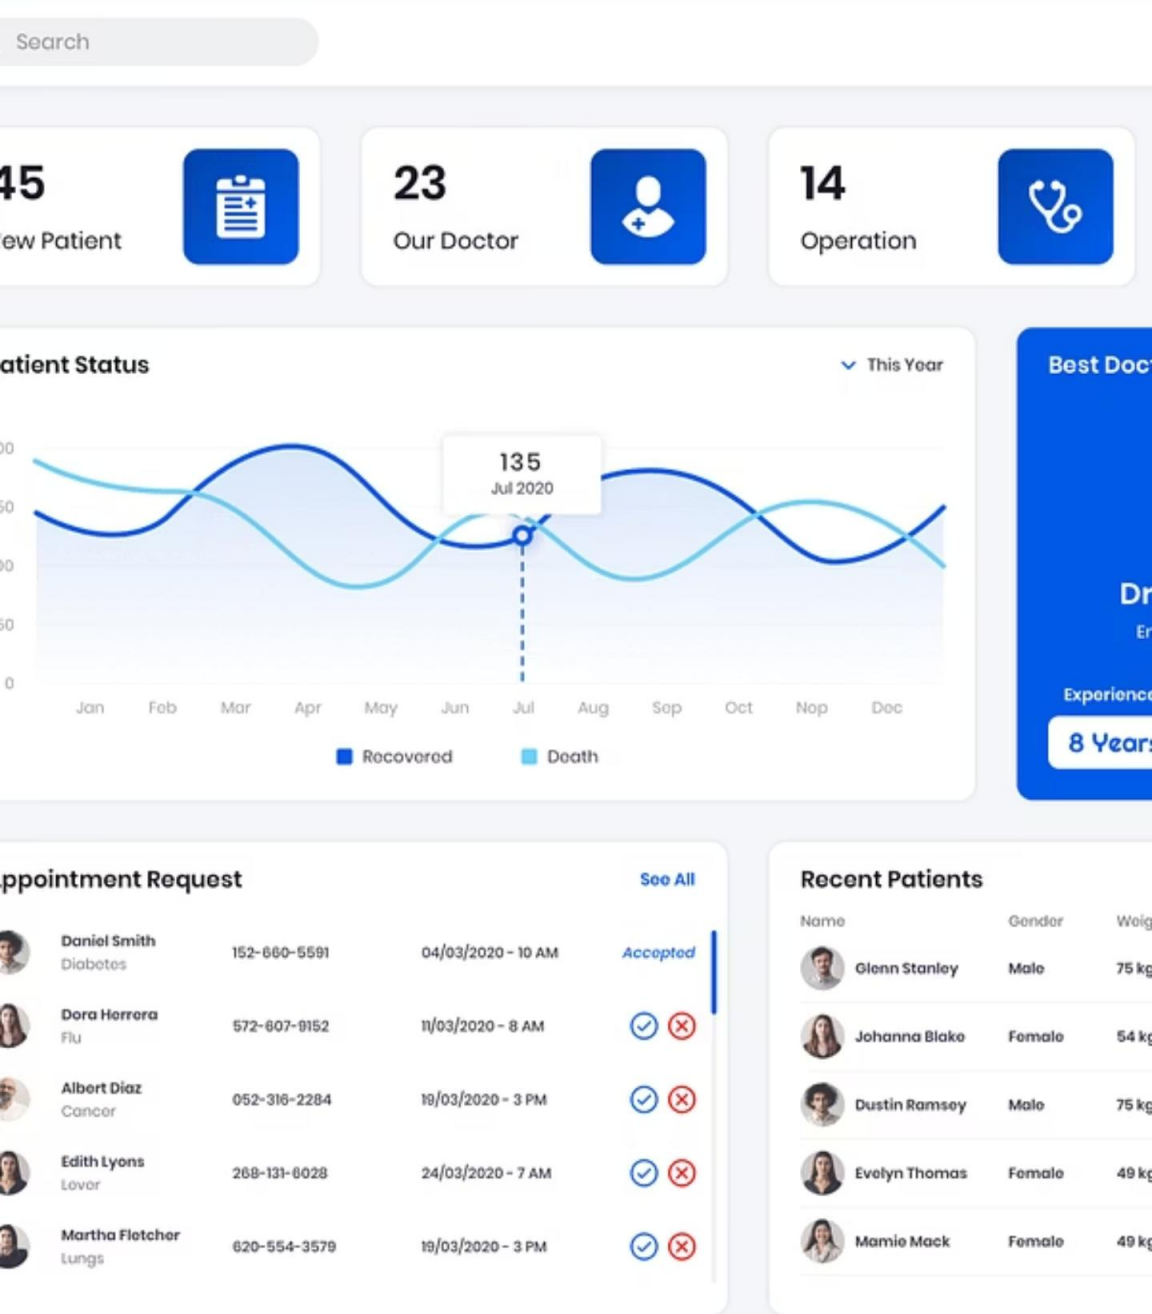 Search
45
ew Patient
23
Our Doctor
14
Operation
atient Status
This Year
Best Doc
135
Jul 2020
00
50
00
50
0
Jan Feb Mar Apr May Jun Jul Aug Sep Oct Nop Dec
Recovered Death
Dr
Er
Experience
8 Years
ppointment Request
See All
Daniel Smith
Diabetes
152-660-5591
04/03/2020 - 10 AM
Accepted
Dora Herrera
Flu
572-607-9152
11/03/2020 - 8 AM
Albert Diaz
Cancer
052-316-2284
19/03/2020 - 3 PM
Edith Lyons
Lever
268-131-6028
24/03/2020 - 7 AM
Martha Fletcher
Lungs
620-554-3579
19/03/2020 - 3 PM
Recent Patients
Name Gender Weig
Glenn Stanley Male 75 kg
Johanna Blake Female 54 kg
Dustin Ramsey Male 75 kg
Evelyn Thomas Female 49 kg
Mamie Mack Female 49 kg